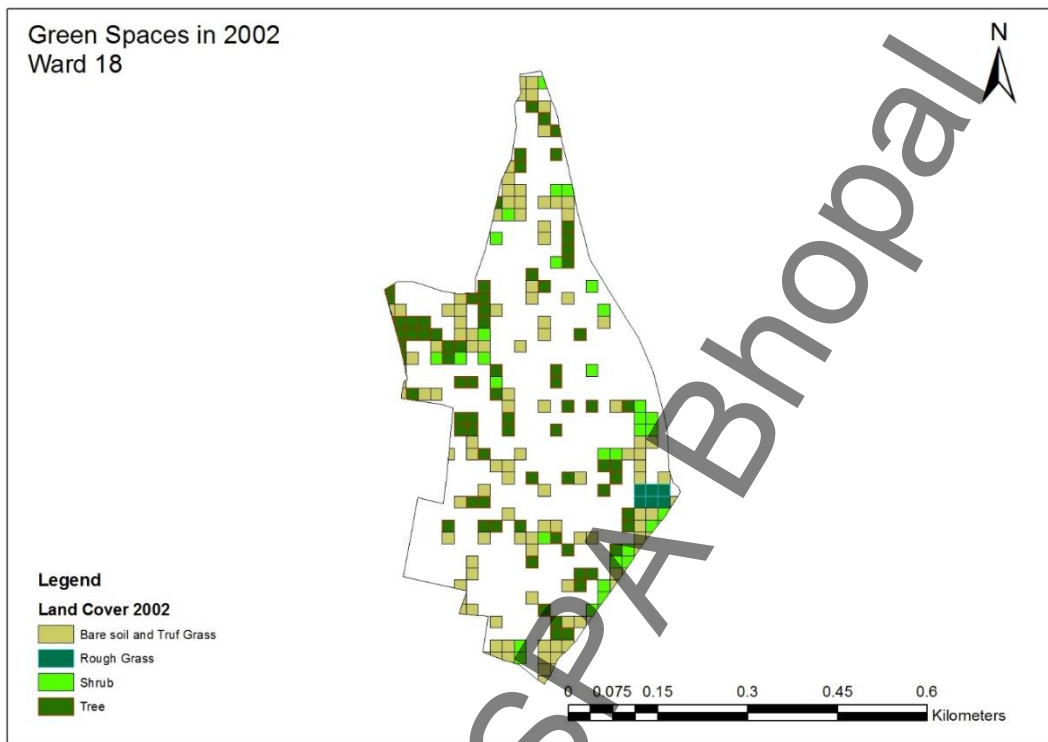 Green Spaces in 2002
Ward 18
N
Legend
Land Cover 2002
Bare soil and Truf Grass
Rough Grass
Shrub
Tree
0 0.075 0.15 0.3 0.45 0.6
Kilometers
SPA Bhopal